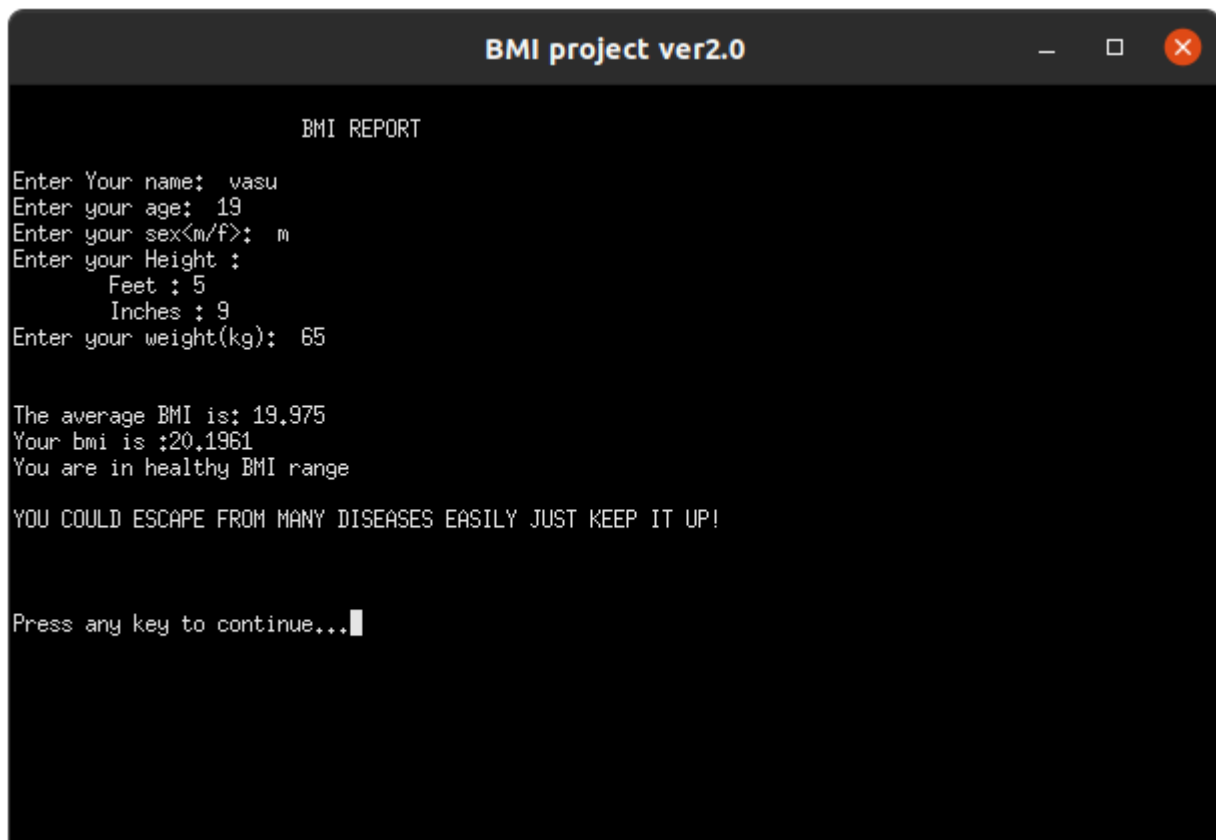 BMI project ver2.0
BMI REPORT
Enter Your name:  vasu
Enter your age:  19
Enter your sex<m/f>:  m
Enter your Height :
Feet : 5
Inches : 9
Enter your weight(kg):  65
The average BMI is: 19.975
Your bmi is :20.1961
You are in healthy BMI range
YOU COULD ESCAPE FROM MANY DISEASES EASILY JUST KEEP IT UP!
Press any key to continue...